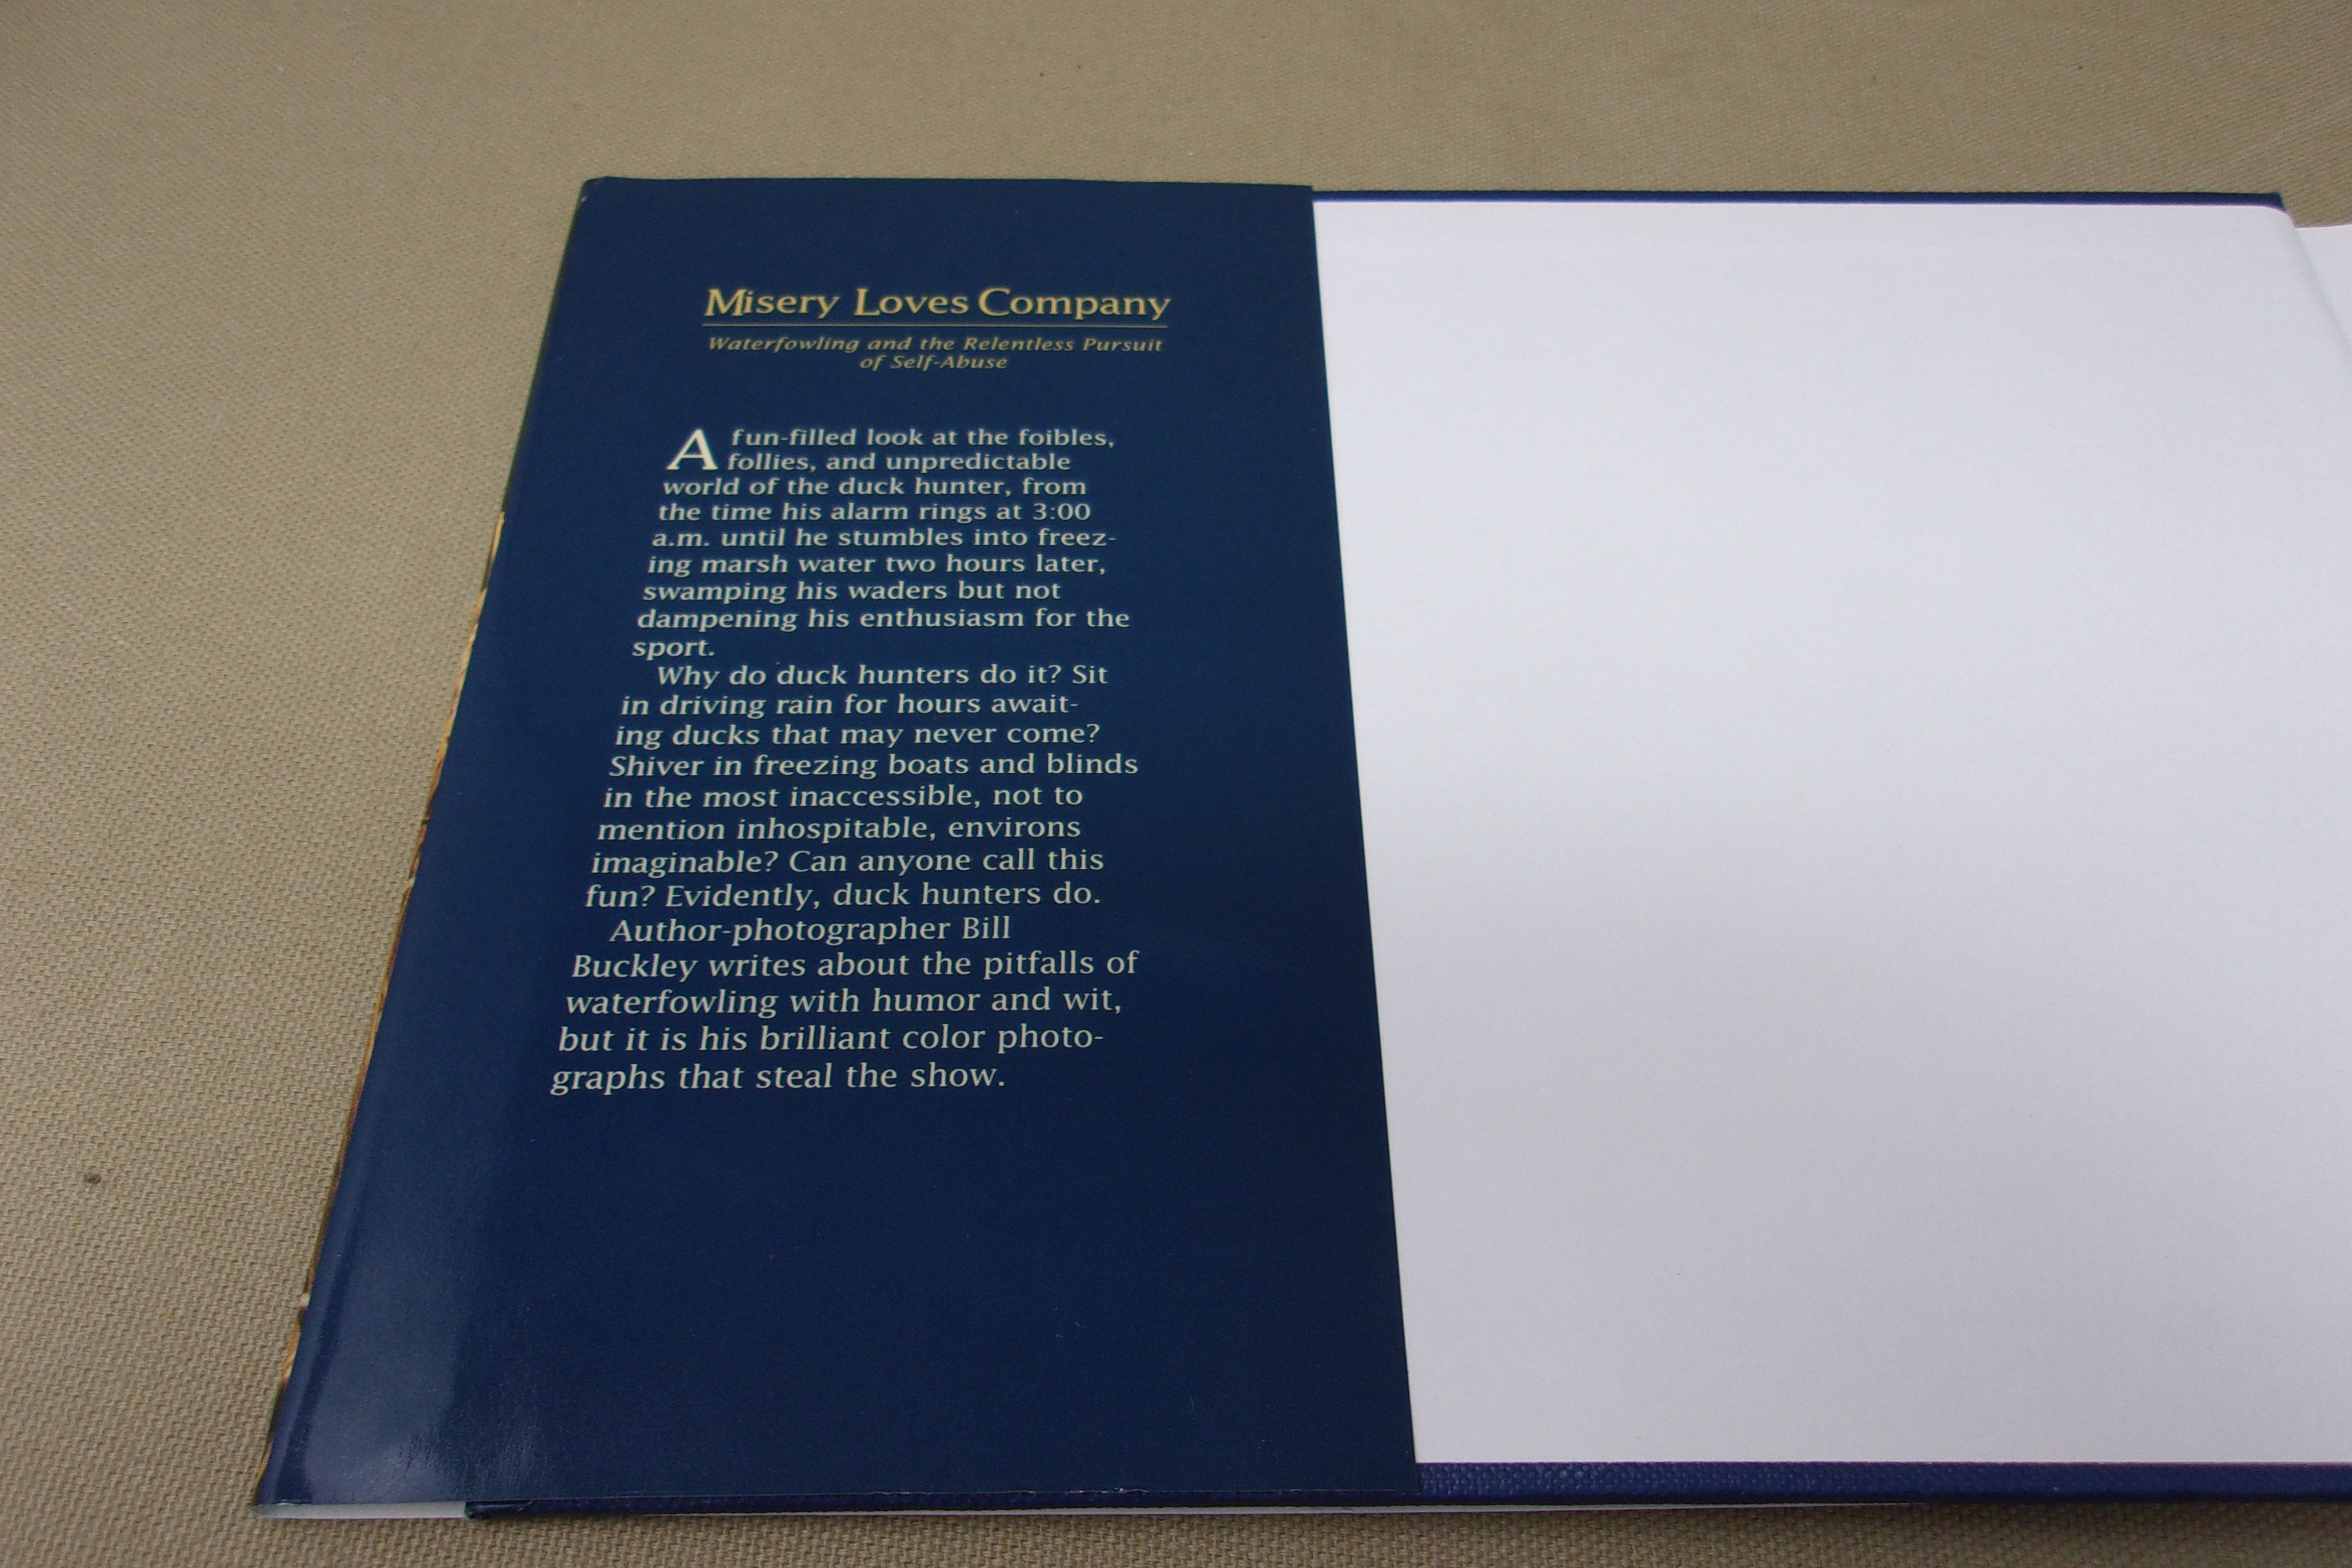 Misery Loves Company
Waterfowling and the Relentless Pursuit
of Self-Abuse
A fun-filled look at the foibles,
follies, and unpredictable
world of the duck hunter, from
the time his alarm rings at 3:00
a.m. until he stumbles into freez-
ing marsh water two hours later,
swamping his waders but not
dampening his enthusiasm for the
sport.
Why do duck hunters do it? Sit
in driving rain for hours await-
ing ducks that may never come?
Shiver in freezing boats and blinds
in the most inaccessible, not to
mention inhospitable, environs
imaginable? Can anyone call this
fun? Evidently, duck hunters do.
Author-photographer Bill
Buckley writes about the pitfalls of
waterfowling with humor and wit,
but it is his brilliant color photo-
graphs that steal the show.